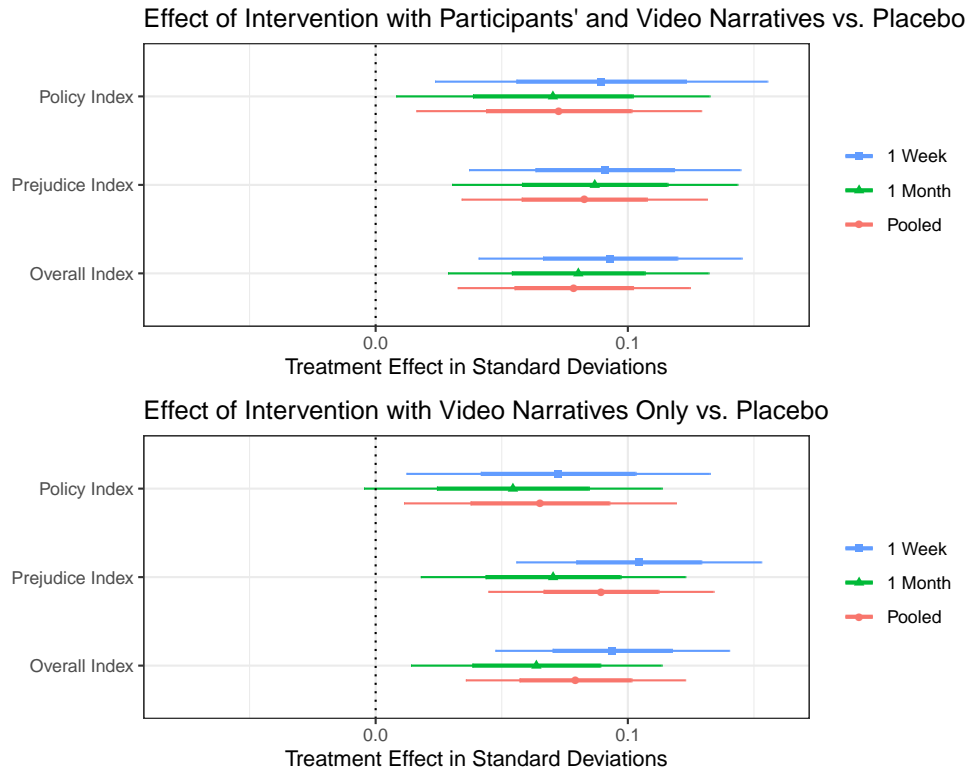 Effect of Intervention with Participants' and Video Narratives vs. Placebo
Policy Index
Prejudice Index
Overall Index
1 Week
1 Month
Pooled
0.0
0.1
Treatment Effect in Standard Deviations
Effect of Intervention with Video Narratives Only vs. Placebo
Policy Index
Prejudice Index
Overall Index
1 Week
1 Month
Pooled
0.0
0.1
Treatment Effect in Standard Deviations